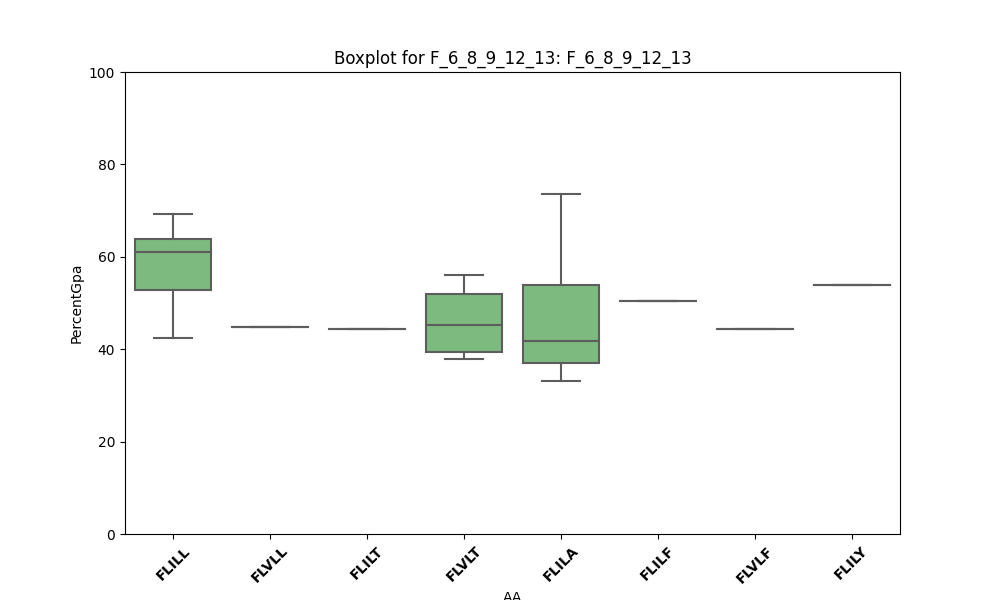 Boxplot for F_6_8_9_12_13: F_6_8_9_12_13
100
80
60
40
20
0
PercentGpa
FLILL
FLVLL
FLILT
FLVLT
FLILA
FLILF
FLVLF
FLILY
AA